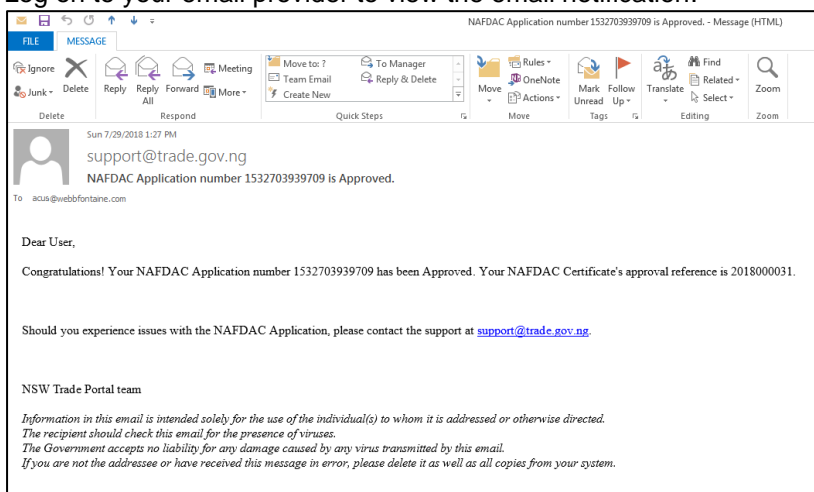 Log on to your email provider to view the email notification.
NAFDAC Application number 1532703939709 is Approved. - Message (HTML)
FILE MESSAGE
Ignore
Junk
Delete
Reply
Reply All
Forward
Meeting
More
Move to: ?
Team Email
Create New
To Manager
Reply & Delete
Move
Rules
OneNote
Actions
Mark Unread
Follow Up
Translate
Find
Related
Select
Zoom
Delete Respond Quick Steps Move Tags Editing Zoom
Sun 7/29/2018 1:27 PM
support@trade.gov.ng
NAFDAC Application number 1532703939709 is Approved.
To acus@webbfontaine.com
Dear User,
Congratulations! Your NAFDAC Application number 1532703939709 has been Approved. Your NAFDAC Certificate's approval reference is 2018000031.
Should you experience issues with the NAFDAC Application, please contact the support at support@trade.gov.ng.
NSW Trade Portal team
Information in this email is intended solely for the use of the individual(s) to whom it is addressed or otherwise directed.
The recipient should check this email for the presence of viruses.
The Government accepts no liability for any damage caused by any virus transmitted by this email.
If you are not the addressee or have received this message in error, please delete it as well as all copies from your system.